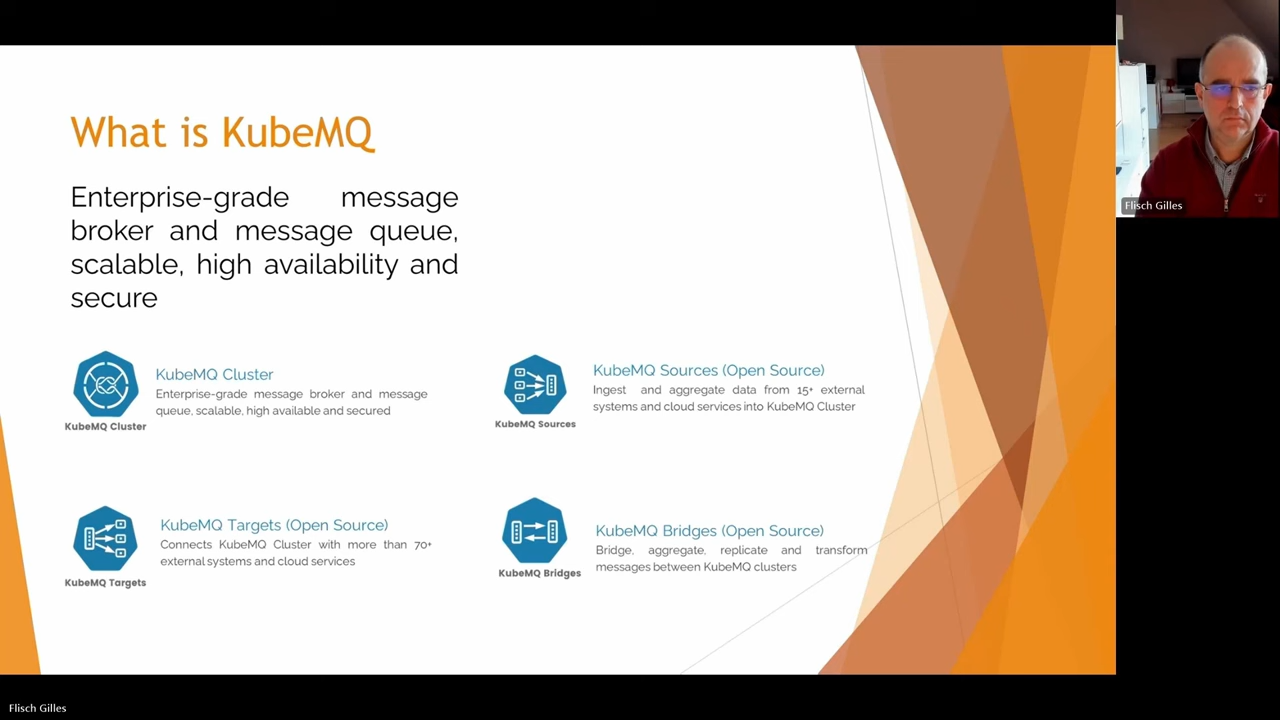 What is KubeMQ
Enterprise-grade message
broker and message queue,
scalable, high availability and
secure
KubeMQ Cluster
Enterprise-grade message broker and message
queue, scalable, high available and secured
KubeMQ Cluster
KubeMQ Sources (Open Source)
Ingest and aggregate data from 15+ external
systems and cloud services into KubeMQ Cluster
KubeMQ Sources
KubeMQ Targets (Open Source)
Connects KubeMQ Cluster with more than 70+
external systems and cloud services
KubeMQ Targets
KubeMQ Bridges (Open Source)
Bridge, aggregate, replicate and transform
messages between KubeMQ clusters
KubeMQ Bridges
Flisch Gilles
Flisch Gilles